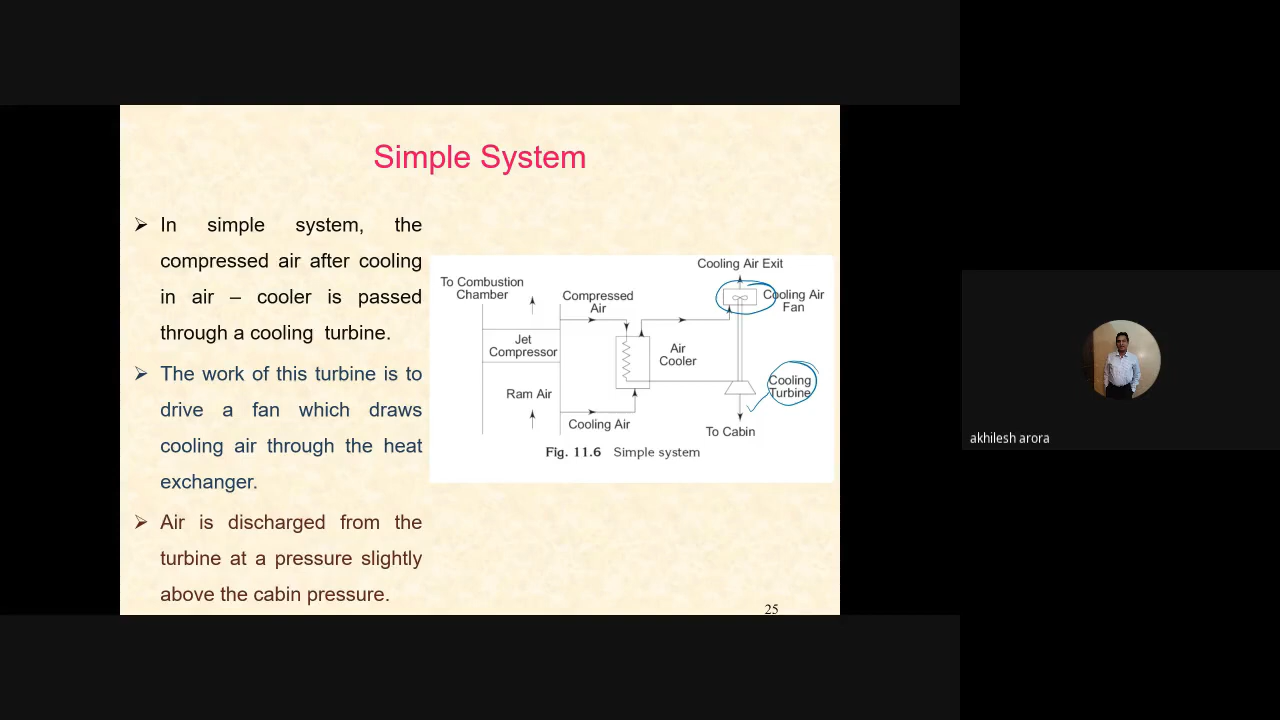 Simple System
➢ In simple system, the
compressed air after cooling
in air – cooler is passed
through a cooling turbine.
➢ The work of this turbine is to
drive a fan which draws
cooling air through the heat
exchanger.
➢ Air is discharged from the
turbine at a pressure slightly
above the cabin pressure.
Cooling Air Exit
To Combustion
Chamber
Compressed
Air
Cooling Air
Fan
Jet
Compressor
Air
Cooler
Cooling
Turbine
Ram Air
Cooling Air
To Cabin
Fig. 11.6 Simple system
25
akhilesh arora